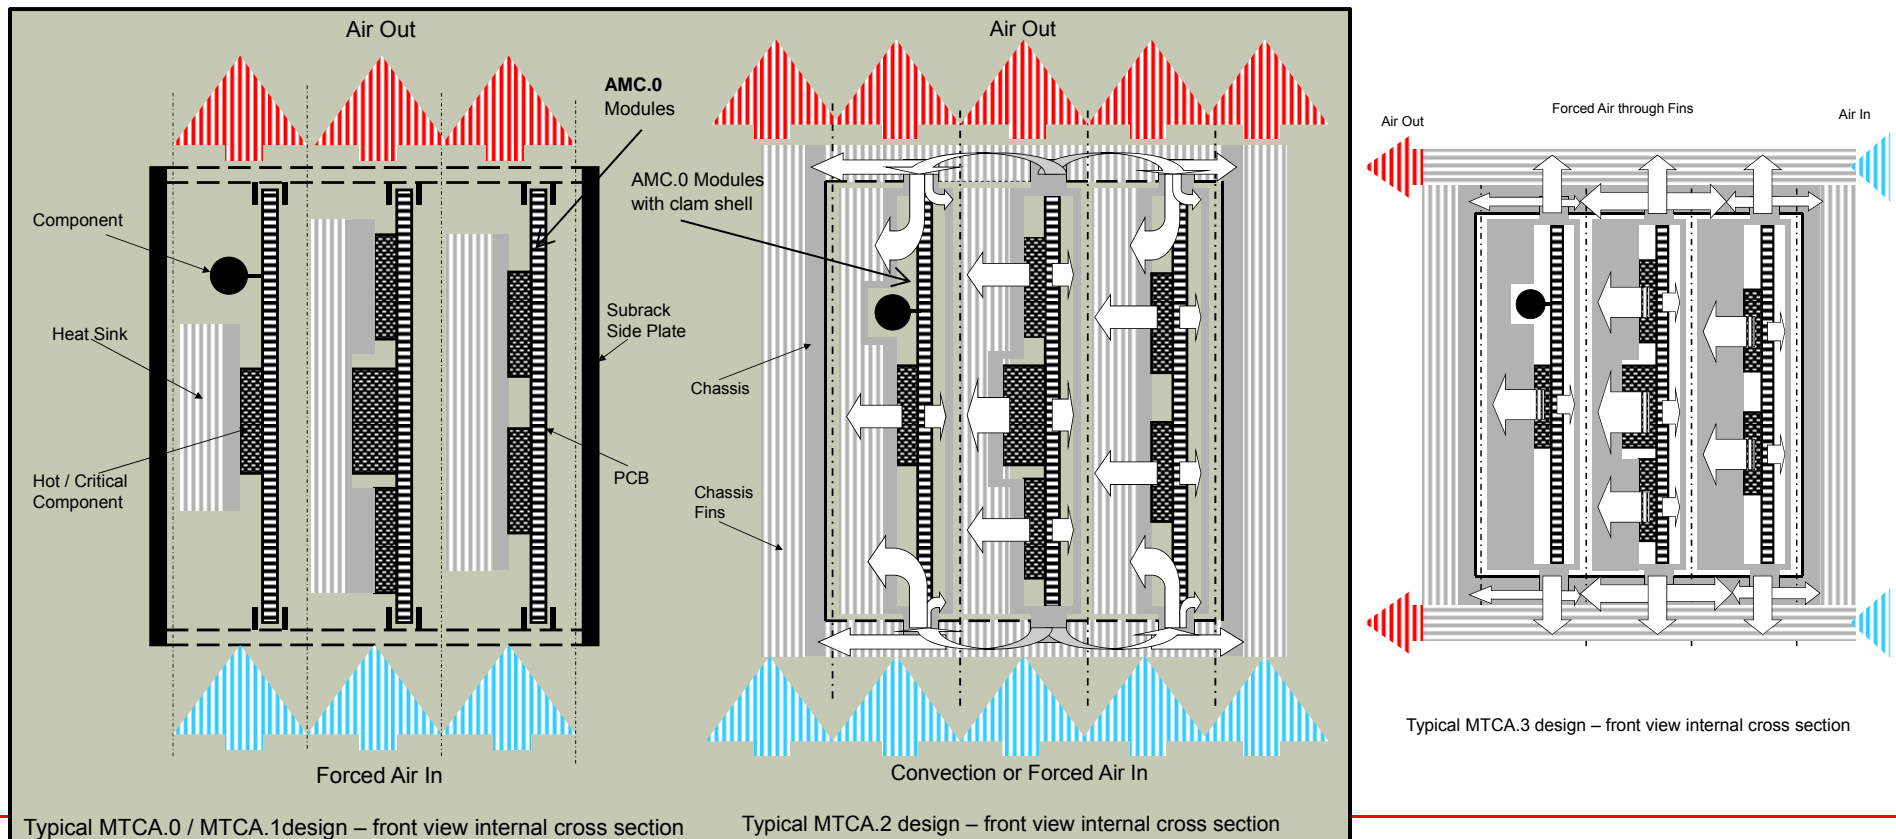 Air Out
AMC.0
Modules
Component
Heat Sink
Hot / Critical
Component
Subrack
Side Plate
PCB
Forced Air In
Typical MTCA.0 / MTCA.1design – front view internal cross section
Air Out
AMC.0 Modules
with clam shell
Chassis
Chassis
Fins
Convection or Forced Air In
Typical MTCA.2 design – front view internal cross section
Forced Air through Fins
Air Out
Air In
Typical MTCA.3 design – front view internal cross section